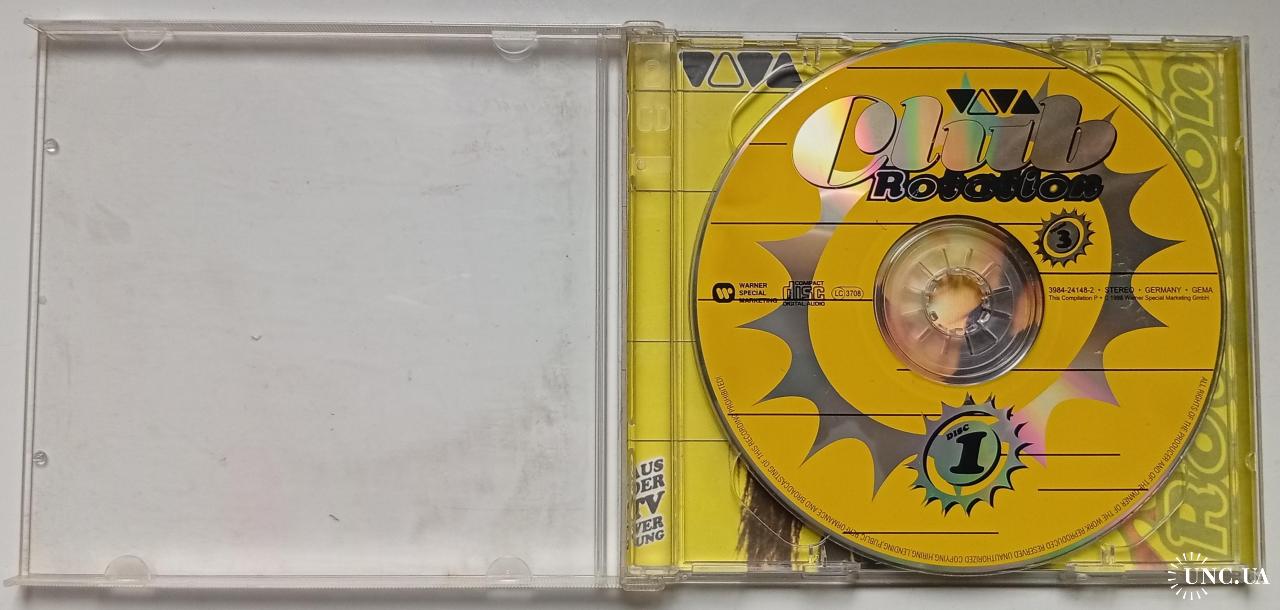 VIVA
VIVA
Club
Rotation
3
WARNER
SPECIAL
MARKETING
COMPACT
disc
DIGITAL AUDIO
LC 3708
3984-24148-2 • STEREO • GERMANY • GEMA
This Compilation P + C 1998 Warner Special Marketing GmbH
DISC
1
ALL RIGHTS OF THE PRODUCER AND OF THE OWNER OF THE WORK REPRODUCED RESERVED UNAUTHORIZED COPYING, HIRING, LENDING, PUBLIC PERFORMANCE AND BROADCASTING OF THIS RECORDING PROHIBITED!
AUS
DER
TV
WER
UNG
UNC.UA